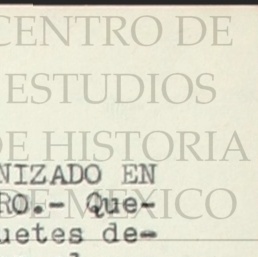 CENTRO DE
ESTUDIOS
DE HISTORIA
NIZADO EN
RO.- Que-
DE MEXICO
uetes de-